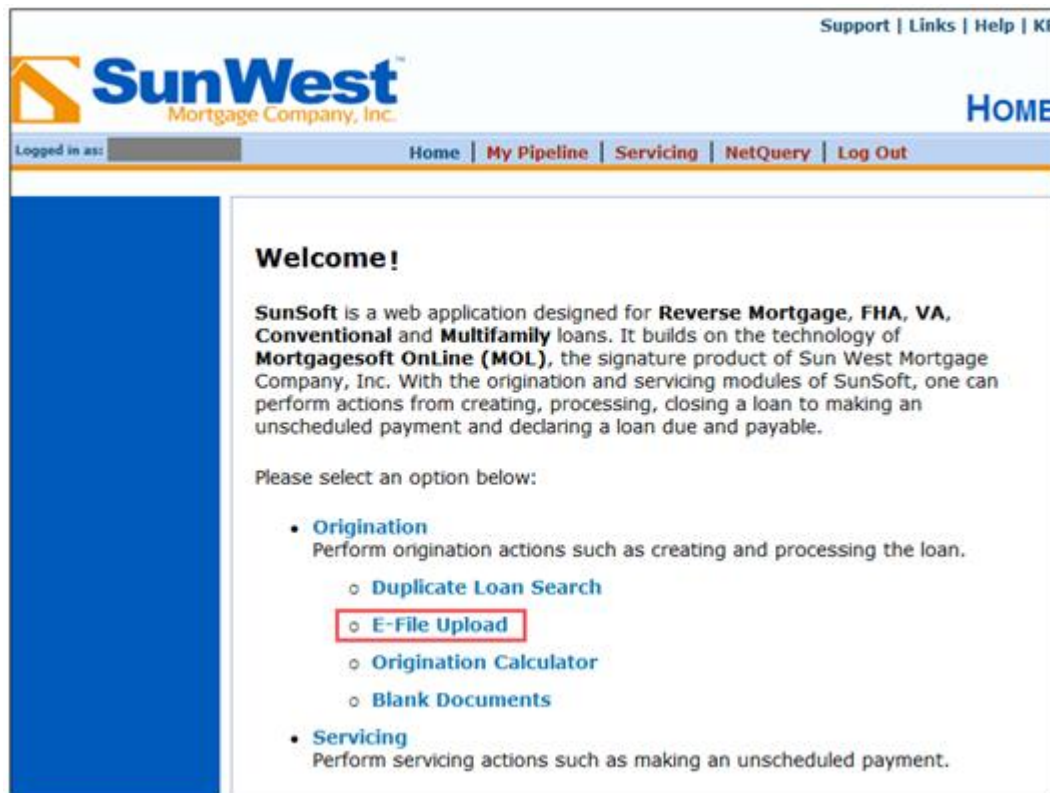 Support | Links | Help |
SunWest™
Mortgage Company, Inc.
HOME
Logged in as:
Home | My Pipeline | Servicing | NetQuery | Log Out
Welcome!
SunSoft is a web application designed for Reverse Mortgage, FHA, VA,
Conventional and Multifamily loans. It builds on the technology of
Mortgagesoft OnLine (MOL), the signature product of Sun West Mortgage
Company, Inc. With the origination and servicing modules of SunSoft, one can
perform actions from creating, processing, closing a loan to making an
unscheduled payment and declaring a loan due and payable.
Please select an option below:
• Origination
Perform origination actions such as creating and processing the loan.
○ Duplicate Loan Search
○ E-File Upload
○ Origination Calculator
○ Blank Documents
• Servicing
Perform servicing actions such as making an unscheduled payment.